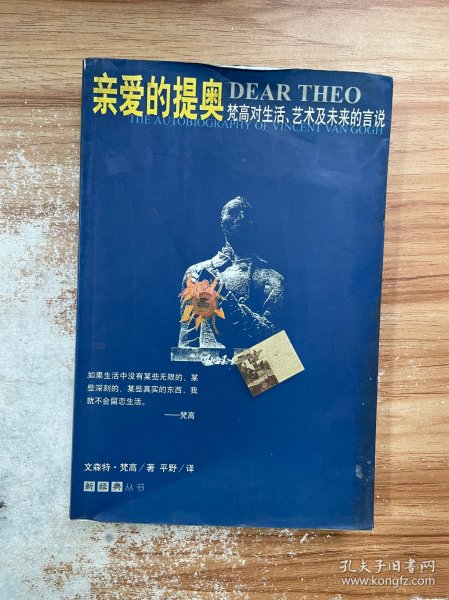 亲爱的提奥 DEAR THEO
梵高对生活、艺术及未来的言说
THE AUTOBIOGRAPHY OF VINCENT VAN GOGH
如果生活中没有某些无限的、某
些深刻的、某些真实的东西，我
就不会留恋生活。
——梵高
文森特·梵高/著 平野/译
新经典丛书
孔夫子旧书网
www.kongfz.com